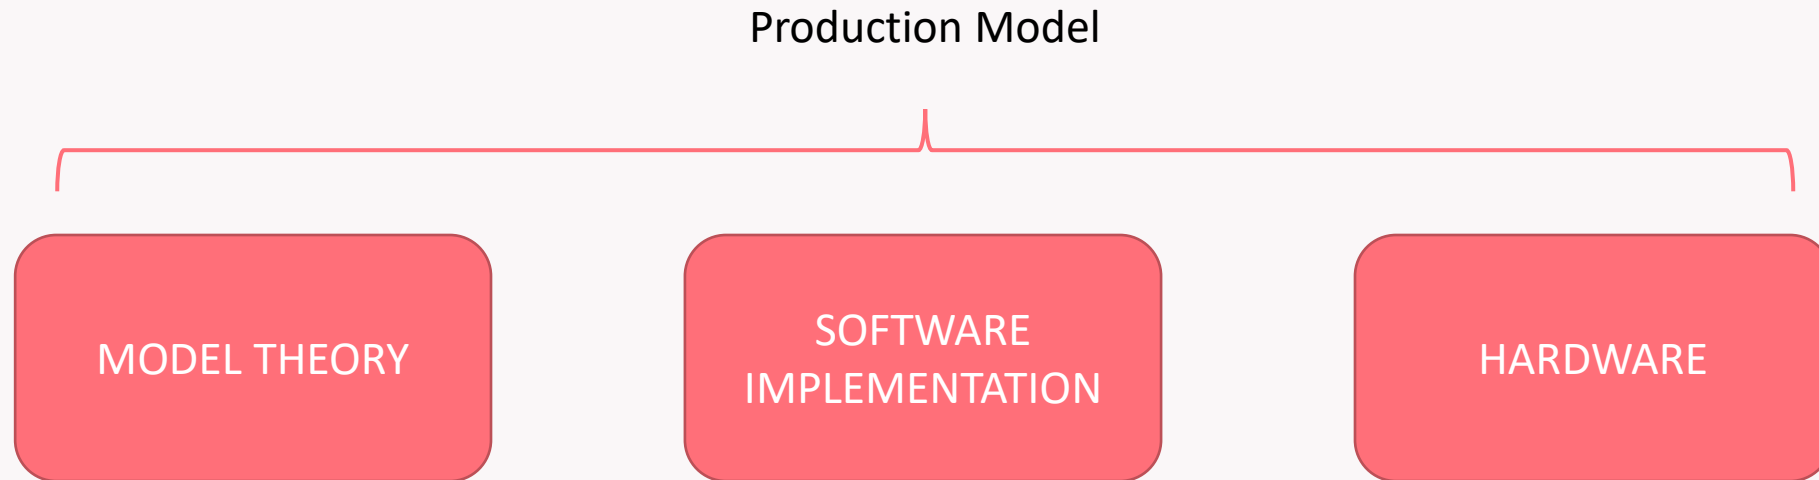 Production Model
MODEL THEORY
SOFTWARE
IMPLEMENTATION
HARDWARE